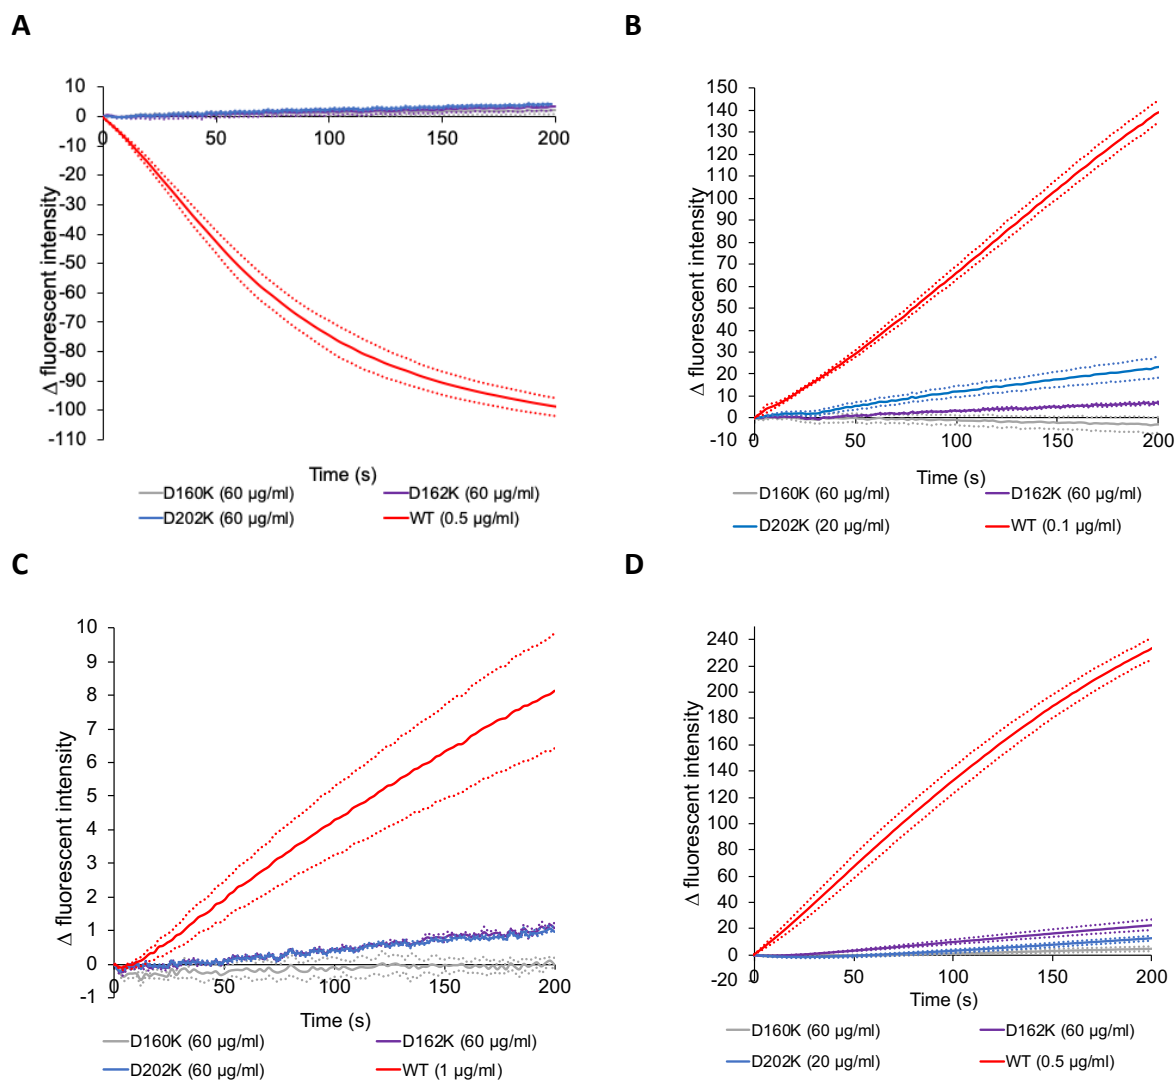 A
10
0
-10
-20
-30
-40
-50
-60
-70
-80
-90
-100
-110
0 50 100 150 200
Δ fluorescent intensity
Time (s)
D160K (60 µg/ml) D162K (60 µg/ml)
D202K (60 µg/ml) WT (0.5 µg/ml)
B
150
140
130
120
110
100
90
80
70
60
50
40
30
20
10
0
-10
0 50 100 150 200
Δ fluorescent intensity
Time (s)
D160K (60 µg/ml) D162K (60 µg/ml)
D202K (20 µg/ml) WT (0.1 µg/ml)
C
10
9
8
7
6
5
4
3
2
1
0
-1
0 50 100 150 200
Δ fluorescent intensity
Time (s)
D160K (60 µg/ml) D162K (60 µg/ml)
D202K (60 µg/ml) WT (1 µg/ml)
D
240
220
200
180
160
140
120
100
80
60
40
20
0
-20
0 50 100 150 200
Δ fluorescent intensity
Time (s)
D160K (60 µg/ml) D162K (60 µg/ml)
D202K (20 µg/ml) WT (0.5 µg/ml)